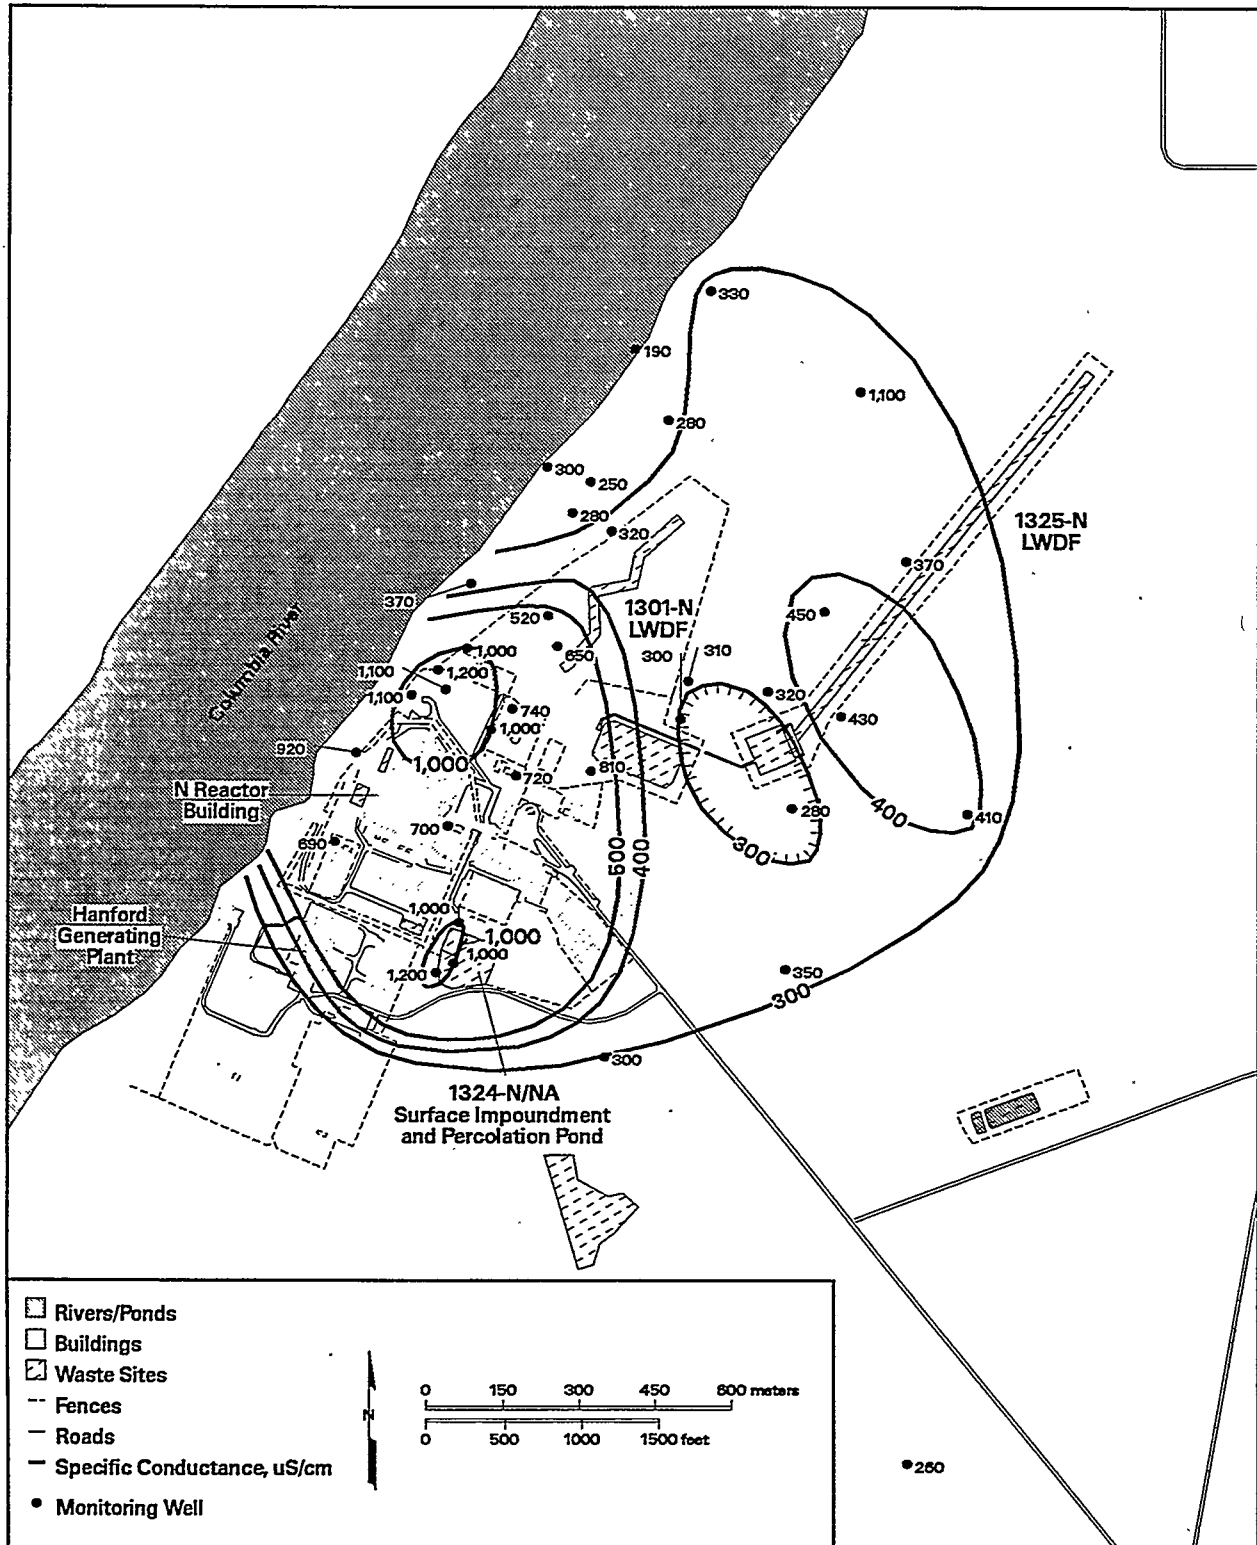 330
190
1,100
280
300
250
280
320
1325-N
LWDF
370
370
1301-N
LWDF
450
520
650
300
310
1,000
1,100
1,200
1,100
Columbia River
320
740
430
1,000
920
1,000
720
810
N Reactor
Building
280
400
410
700
690
300
500
400
1,000
Hanford
Generating
Plant
1,000
1,000
1,200
350
300
300
1324-N/NA
Surface Impoundment
and Percolation Pond
Rivers/Ponds
Buildings
Waste Sites
Fences
Roads
Specific Conductance, uS/cm
Monitoring Well
N
0 150 300 450 600 meters
0 500 1000 1500 feet
260